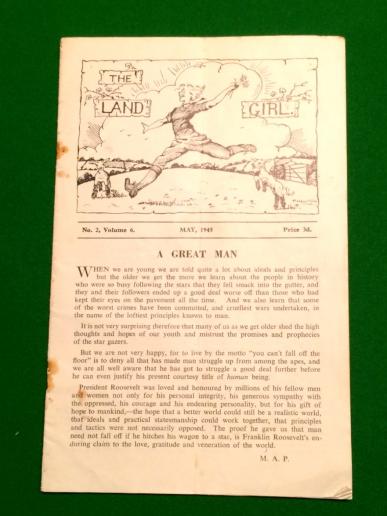 THE
LAND
GIRL.
No. 2, Volume 6.
MAY, 1945
Price 3d.
A GREAT MAN
WHEN we are young we are told quite a lot about ideals and principles
but the older we get the more we learn about the people in history
who were so busy following the stars that they fell smack into the gutter, and
they and their followers ended up a good deal worse off than those who had
kept their eyes on the pavement all the time. And we also learn that some
of the worst crimes have been committed, and cruellest wars undertaken, in
the name of the loftiest principles known to man.
It is not very surprising therefore that many of us as we get older shed the high
thoughts and hopes of our youth and mistrust the promises and prophecies
of the star gazers.
But we are not very happy, for to live by the motto "you can't fall off the
floor" is to deny all that has made man struggle up from among the apes, and
we are all well aware that he has got to struggle a good deal further before
he can even justify his present courtesy title of human being.
President Roosevelt was loved and honoured by millions of his fellow men
and women not only for his personal integrity, his generous sympathy with
the oppressed, his courage and his endearing personality, but for his gift of
hope to mankind,—the hope that a better world could still be a realistic world,
that ideals and practical statesmanship could work together, that principles
and tactics were not necessarily opposed. The proof he gave us that man
need not fall off if he hitches his wagon to a star, is Franklin Roosevelt's en-
during claim to the love, gratitude and veneration of the world.
M. A. P.